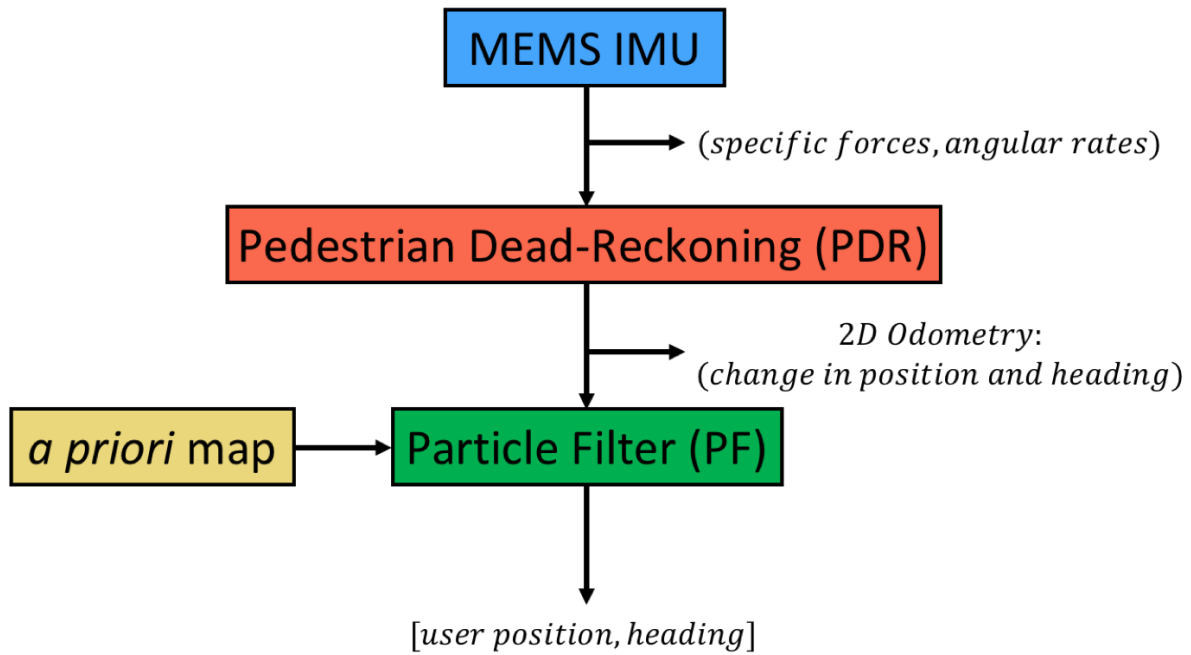 MEMS IMU
(specific forces, angular rates)
Pedestrian Dead-Reckoning (PDR)
2D Odometry:
(change in position and heading)
a priori map
Particle Filter (PF)
[user position, heading]